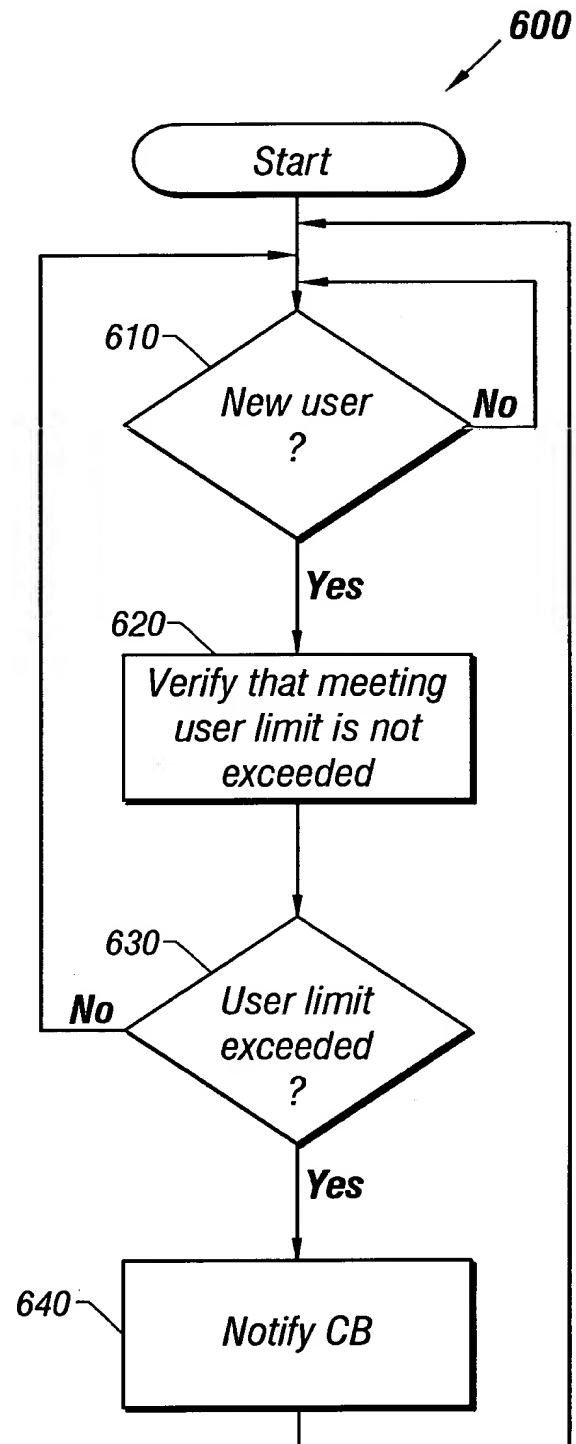 600
Start
610
New user
?
No
Yes
620
Verify that meeting
user limit is not
exceeded
630
No
User limit
exceeded
?
Yes
640
Notify CB